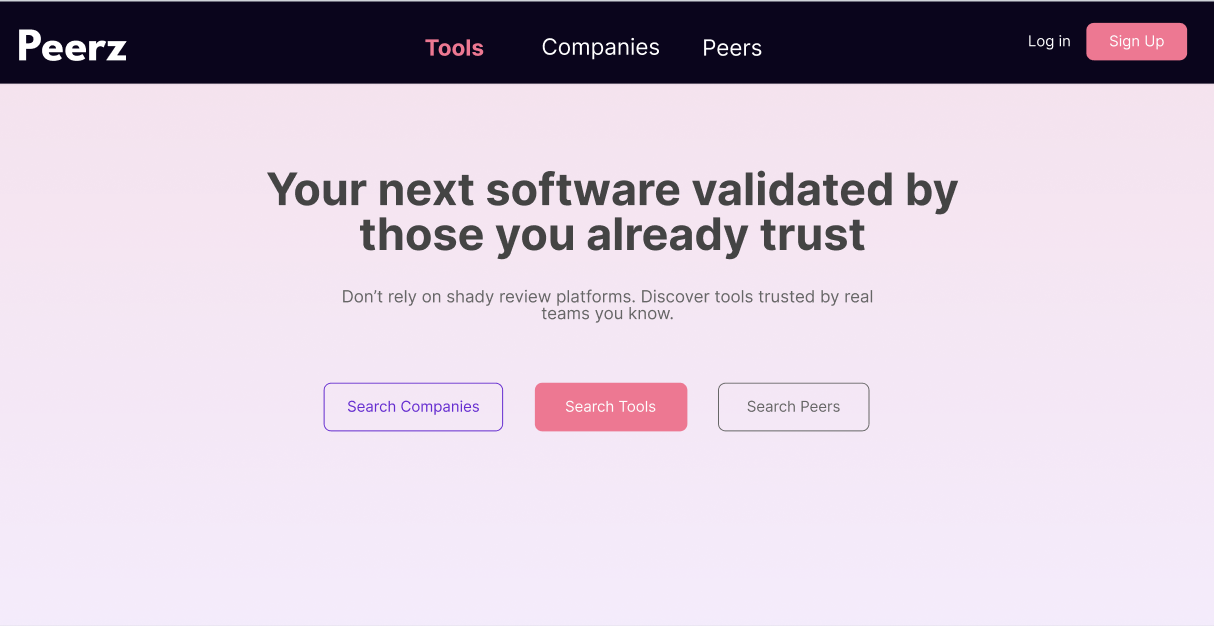 Peerz
Tools
Companies
Peers
Log in
Sign Up
Your next software validated by
those you already trust
Don’t rely on shady review platforms. Discover tools trusted by real
teams you know.
Search Companies
Search Tools
Search Peers